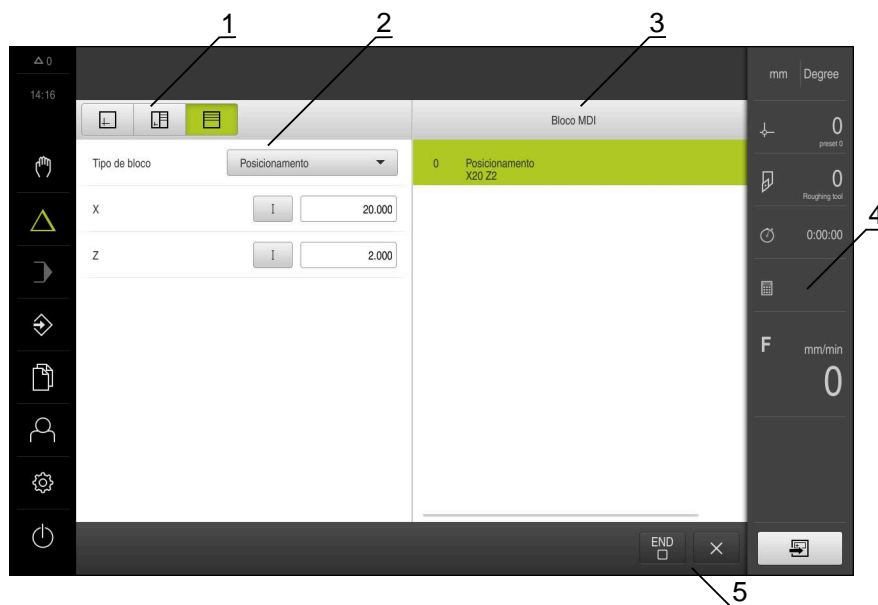 1 2 3
0
14:16
mm Degree
Bloco MDI
0
preset 0
Tipo de bloco Posicionamento
0 Posicionamento
X20 Z2
0
Roughing tool
X I 20.000
4
0:00:00
Z I 2.000
F mm/min
0
END
5